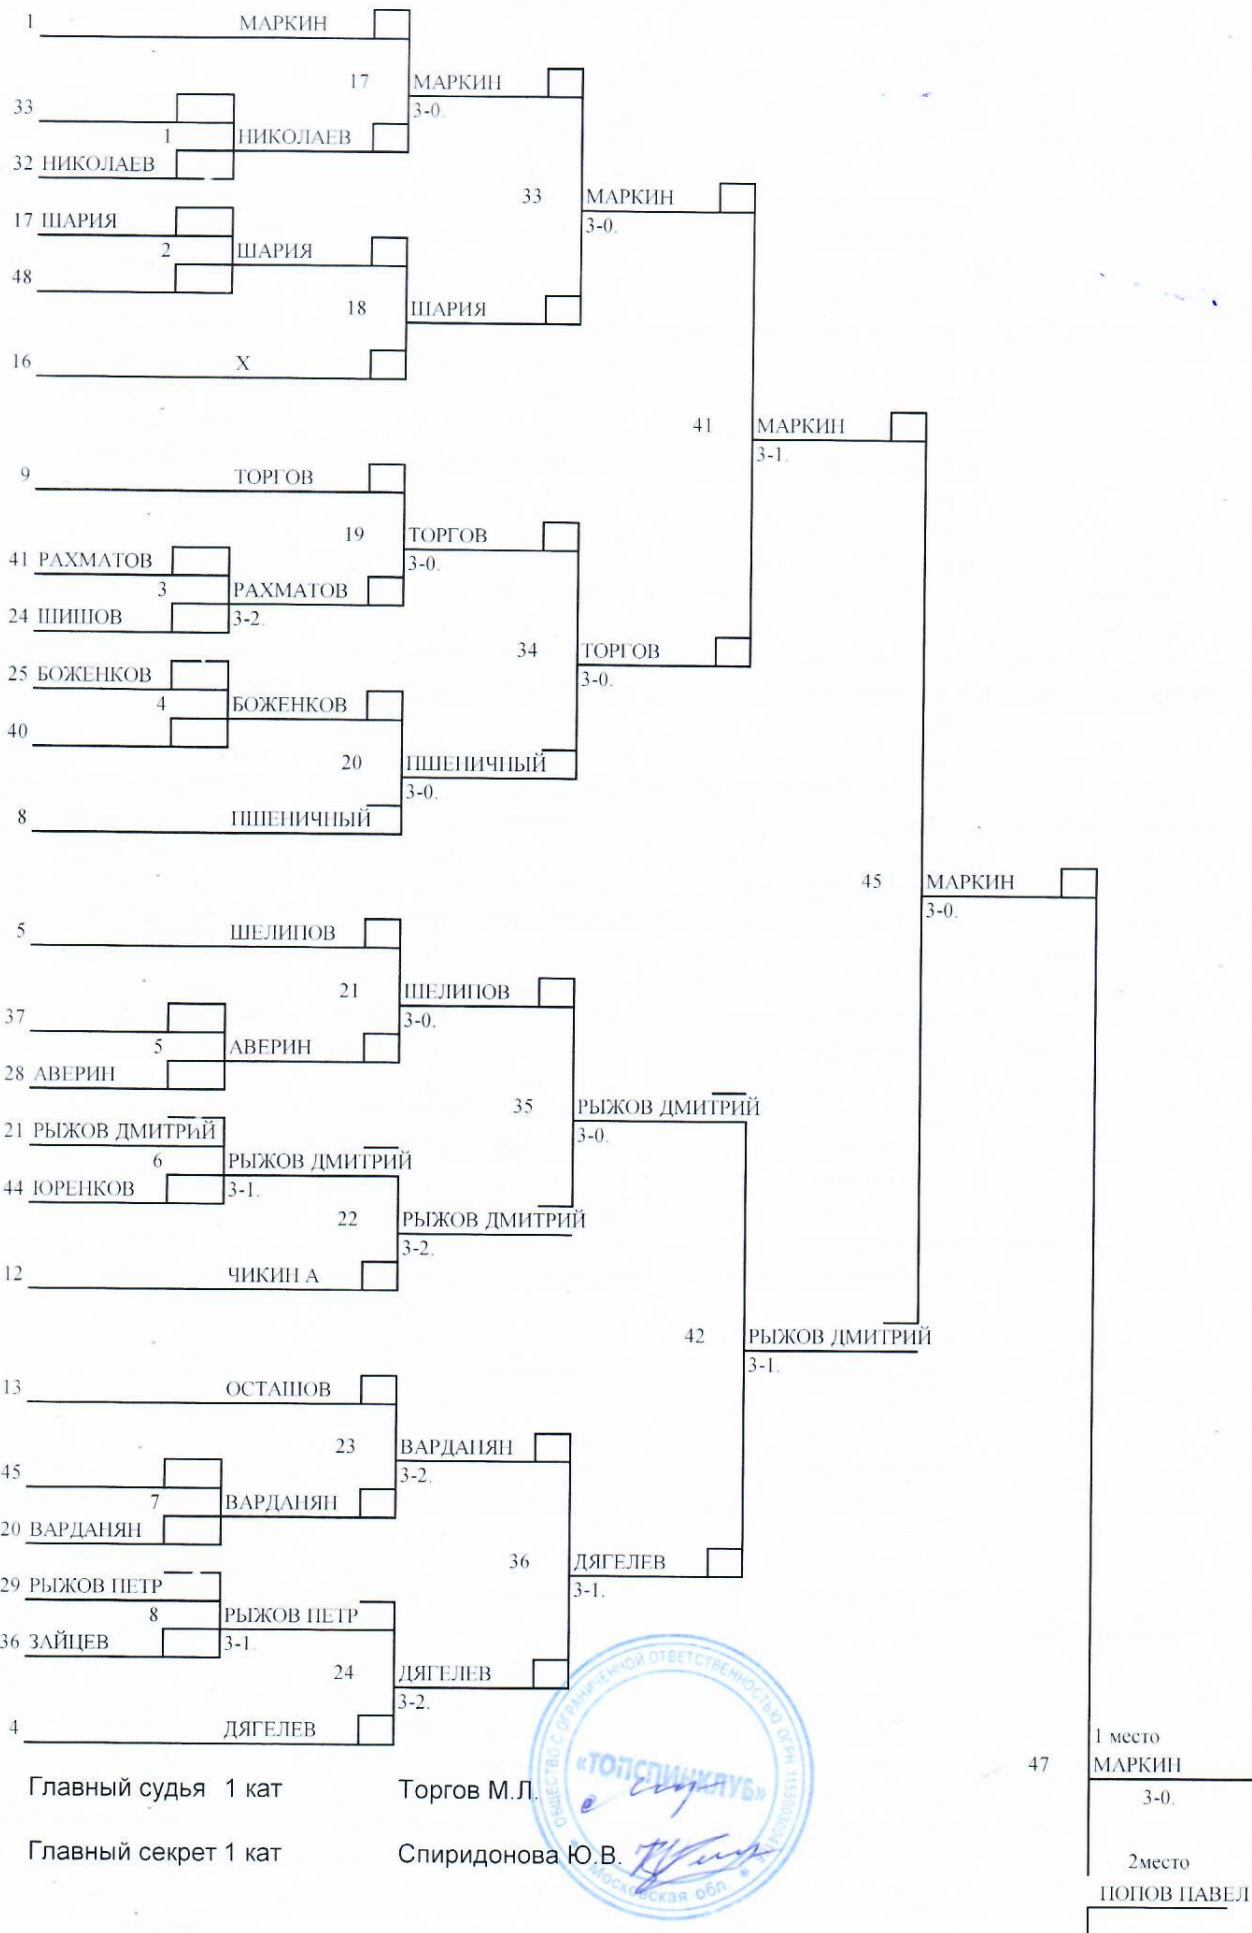 1 МАРКИН
17 МАРКИН
33
3-0.
1 НИКОЛАЕВ
32 НИКОЛАЕВ
33 МАРКИН
17 ШАРИЯ
3-0.
2 ШАРИЯ
48
18 ШАРИЯ
16 X
41 МАРКИН
3-1.
9 ТОРГОВ
19 ТОРГОВ
41 РАХМАТОВ
3-0.
3 РАХМАТОВ
24 ШИШОВ
3-2.
34 ТОРГОВ
25 БОЖЕНКОВ
3-0.
4 БОЖЕНКОВ
40
20 ПШЕНИЧНЫЙ
3-0.
8 ПШЕНИЧНЫЙ
45 МАРКИН
3-0.
5 ШЕЛИПОВ
21 ШЕЛИПОВ
37
3-0.
5 АВЕРИН
28 АВЕРИН
35 РЫЖОВ ДМИТРИЙ
21 РЫЖОВ ДМИТРИЙ
3-0.
6 РЫЖОВ ДМИТРИЙ
44 ЮРЕНКОВ
3-1.
22 РЫЖОВ ДМИТРИЙ
3-2.
12 ЧИКИН А
42 РЫЖОВ ДМИТРИЙ
3-1.
13 ОСТАШОВ
23 ВАРДАНЯН
45
3-2.
7 ВАРДАНЯН
20 ВАРДАНЯН
36 ДЯГЕЛЕВ
29 РЫЖОВ ПЕТР
3-1.
8 РЫЖОВ ПЕТР
36 ЗАЙЦЕВ
3-1.
24 ДЯГЕЛЕВ
3-2.
4 ДЯГЕЛЕВ
1 место
47 МАРКИН
3-0.
Главный судья 1 кат Торгов М.Л.
Главный секрет 1 кат Спиридонова Ю.В.
2место
ПОПОВ ПАВЕЛ
ОБЩЕСТВО С ОГРАНИЧЕННОЙ ОТВЕТСТВЕННОСТЬЮ ОГРН
«ТОПСПИНКЛУБ»
Московская обл.